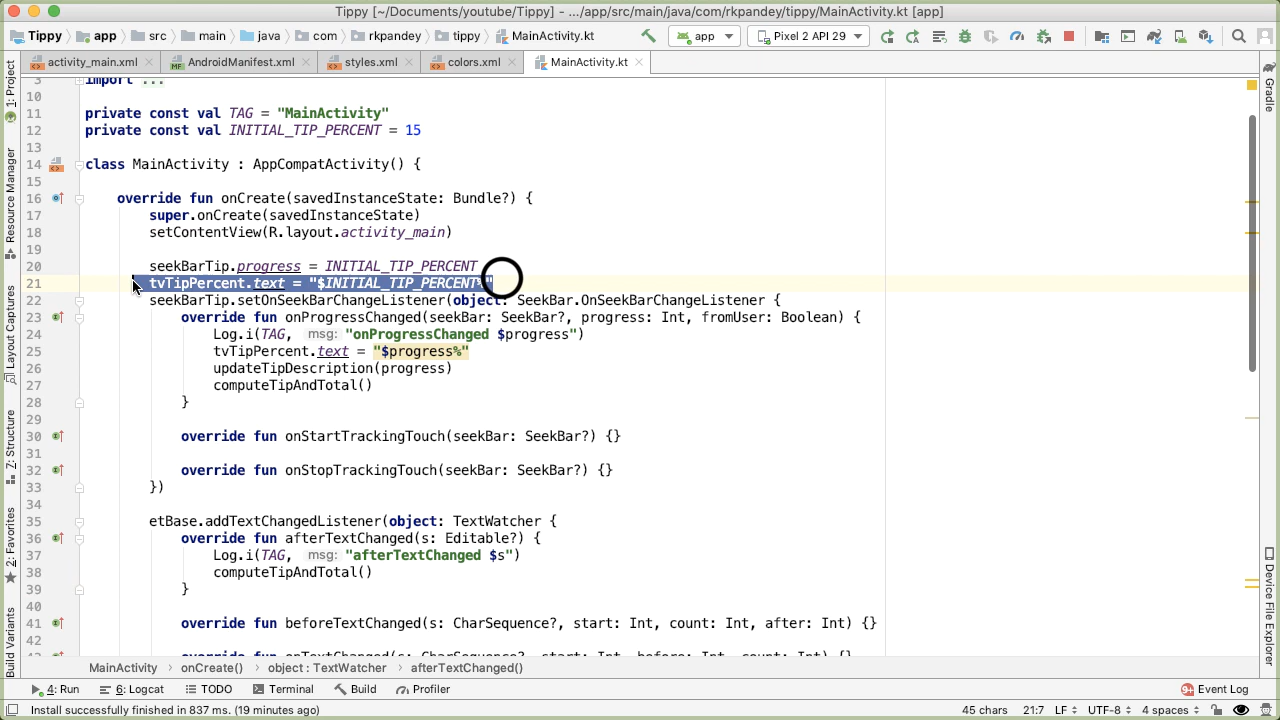 Tippy [~/Documents/youtube/Tippy] - .../app/src/main/java/com/rkpandey/tippy/MainActivity.kt [app]
Tippy app src main java com rkpandey tippy MainActivity.kt app Pixel 2 API 29
activity_main.xml AndroidManifest.xml styles.xml colors.xml MainActivity.kt
3 import ...
10
11 private const val TAG = "MainActivity"
12 private const val INITIAL_TIP_PERCENT = 15
13
14 class MainActivity : AppCompatActivity() {
15
16 override fun onCreate(savedInstanceState: Bundle?) {
17 super.onCreate(savedInstanceState)
18 setContentView(R.layout.activity_main)
19
20 seekBarTip.progress = INITIAL_TIP_PERCENT
21 tvTipPercent.text = "$INITIAL_TIP_PERCENT%"
22 seekBarTip.setOnSeekBarChangeListener(object: SeekBar.OnSeekBarChangeListener {
23 override fun onProgressChanged(seekBar: SeekBar?, progress: Int, fromUser: Boolean) {
24 Log.i(TAG, msg: "onProgressChanged $progress")
25 tvTipPercent.text = "$progress%"
26 updateTipDescription(progress)
27 computeTipAndTotal()
28 }
29
30 override fun onStartTrackingTouch(seekBar: SeekBar?) {}
31
32 override fun onStopTrackingTouch(seekBar: SeekBar?) {}
33 })
34
35 etBase.addTextChangedListener(object: TextWatcher {
36 override fun afterTextChanged(s: Editable?) {
37 Log.i(TAG, msg: "afterTextChanged $s")
38 computeTipAndTotal()
39 }
40
41 override fun beforeTextChanged(s: CharSequence?, start: Int, count: Int, after: Int) {}
42
override fun onTextChanged(s: CharSequence?, start: Int, before: Int, count: Int) {}
MainActivity onCreate() object : TextWatcher afterTextChanged()
4: Run 6: Logcat TODO Terminal Build Profiler 9+ Event Log
Install successfully finished in 837 ms. (19 minutes ago) 45 chars 21:7 LF UTF-8 4 spaces
1: Project
Resource Manager
Layout Captures
Z: Structure
2: Favorites
Build Variants
Gradle
Device File Explorer